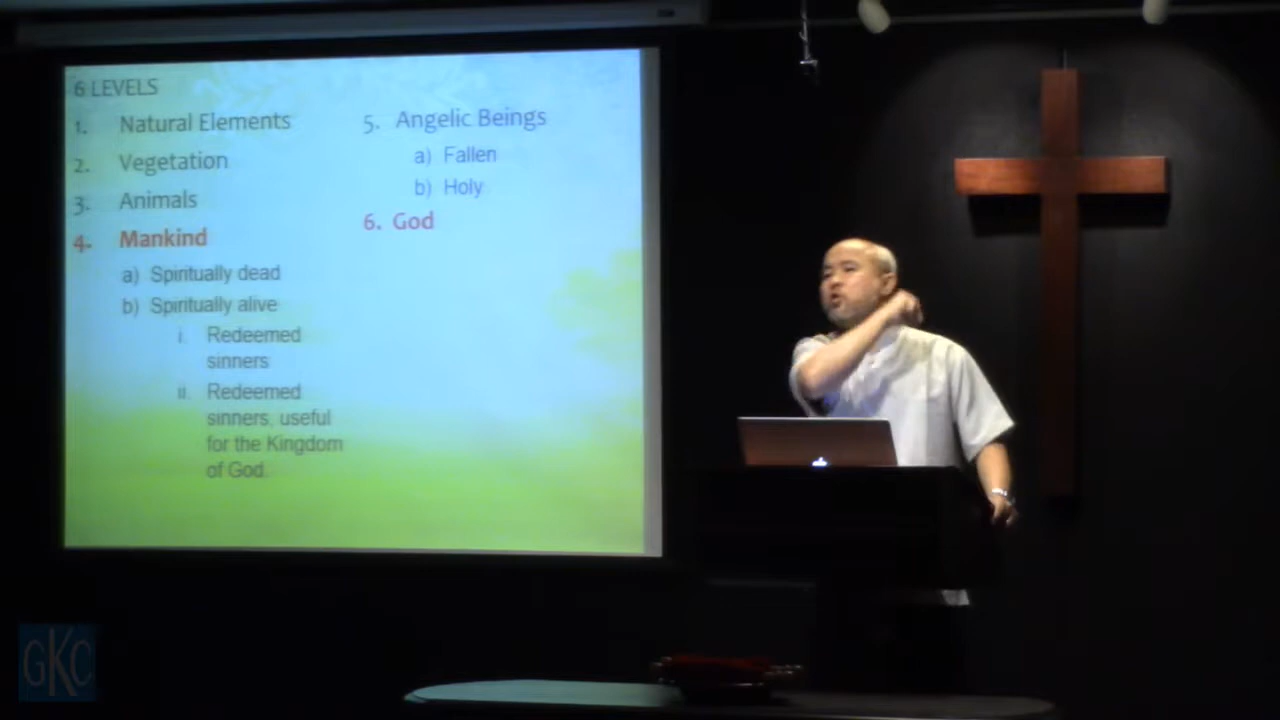 6 LEVELS
1. Natural Elements
2. Vegetation
3. Animals
4. Mankind
a) Spiritually dead
b) Spiritually alive
i. Redeemed
sinners
ii. Redeemed
sinners, useful
for the Kingdom
of God.
5. Angelic Beings
a) Fallen
b) Holy
6. God
GKC